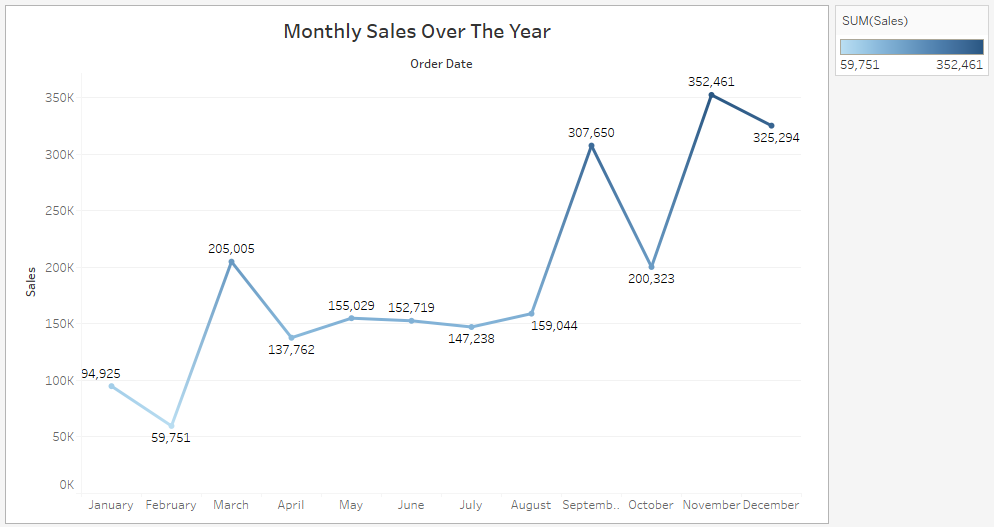 Monthly Sales Over The Year
SUM(Sales)
59,751 352,461
Order Date
350K
300K
250K
200K
150K
100K
50K
0K
Sales
94,925
59,751
205,005
137,762
155,029
152,719
147,238
159,044
307,650
200,323
352,461
325,294
January February March April May June July August Septemb.. October November December